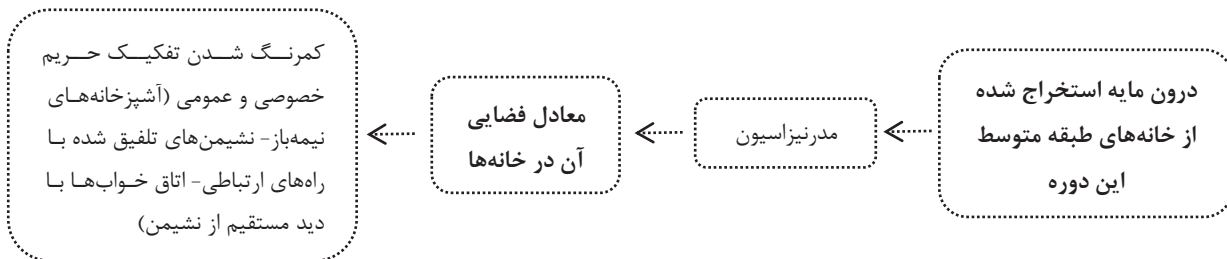 درون مایه استخراج شده
از خانه‌های طبقه متوسط
این دوره
مدرنیزاسیون
معادل فضایی
آن در خانه‌ها
کمرنگ شدن تفکیک حریم
خصوصی و عمومی (آشپزخانه‌های
نیمه‌باز- نشیمن‌های تلفیق شده با
راه‌های ارتباطی- اتاق خواب‌ها با
دید مستقیم از نشیمن)